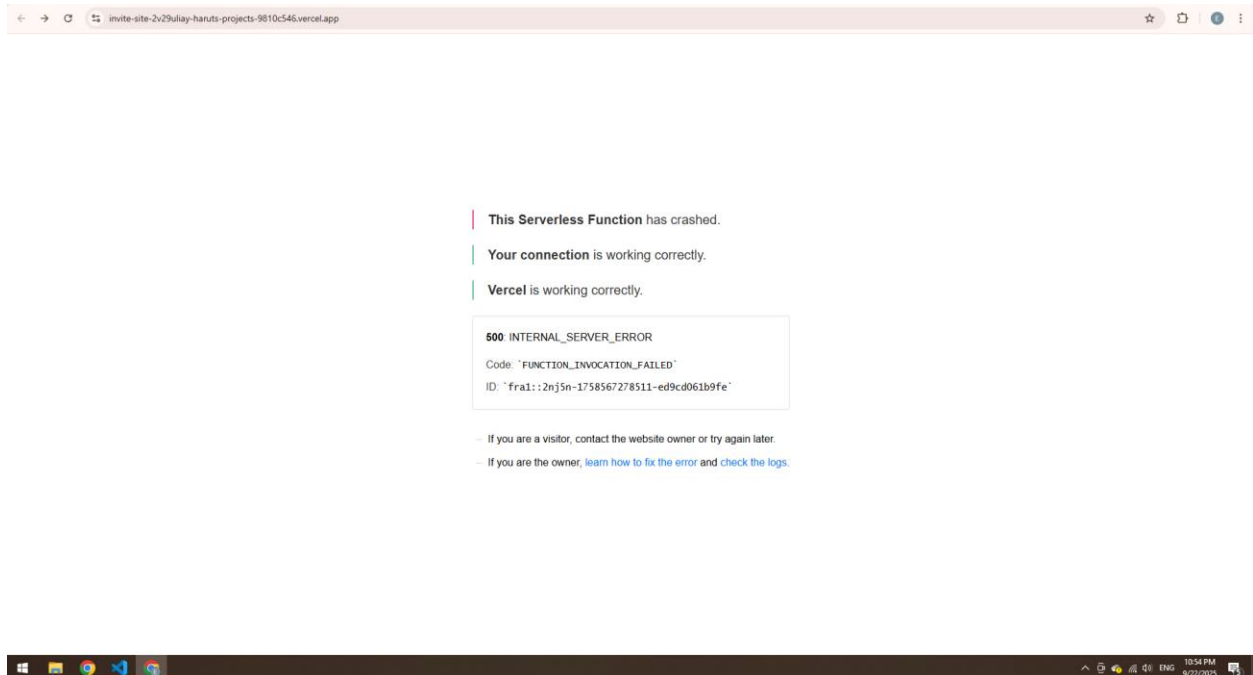 invite-site-2v29uliay-haruts-projects-9810c546.vercel.app
This Serverless Function has crashed.
Your connection is working correctly.
Vercel is working correctly.
500: INTERNAL_SERVER_ERROR
Code: `FUNCTION_INVOCATION_FAILED`
ID: `fra1::2nj5n-1758567278511-ed9cd061b9fe`
– If you are a visitor, contact the website owner or try again later.
– If you are the owner, learn how to fix the error and check the logs.
ENG
10:54 PM
9/22/2025